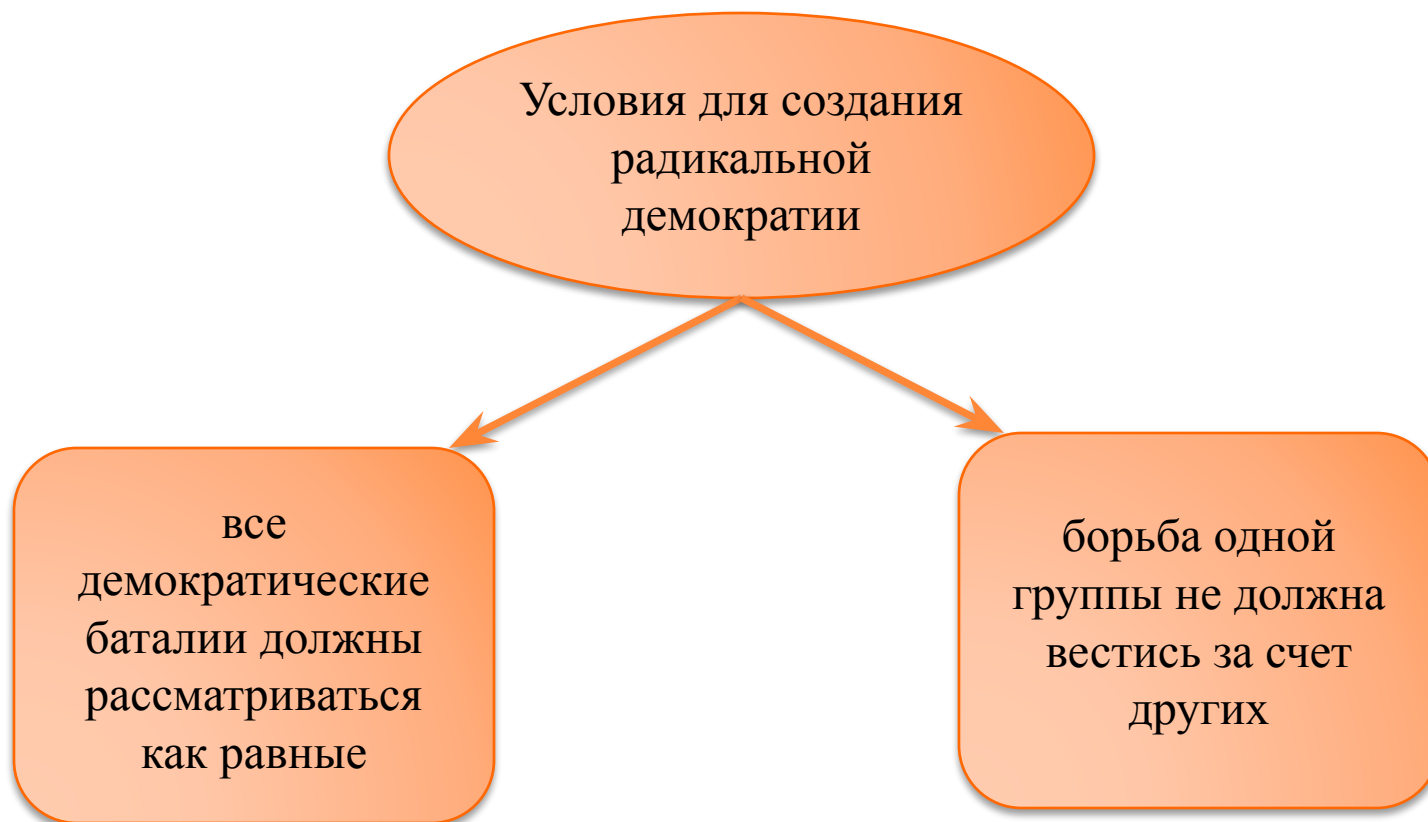 Условия для создания
радикальной
демократии
все
демократические
баталии должны
рассматриваться
как равные
борьба одной
группы не должна
вестись за счет
других